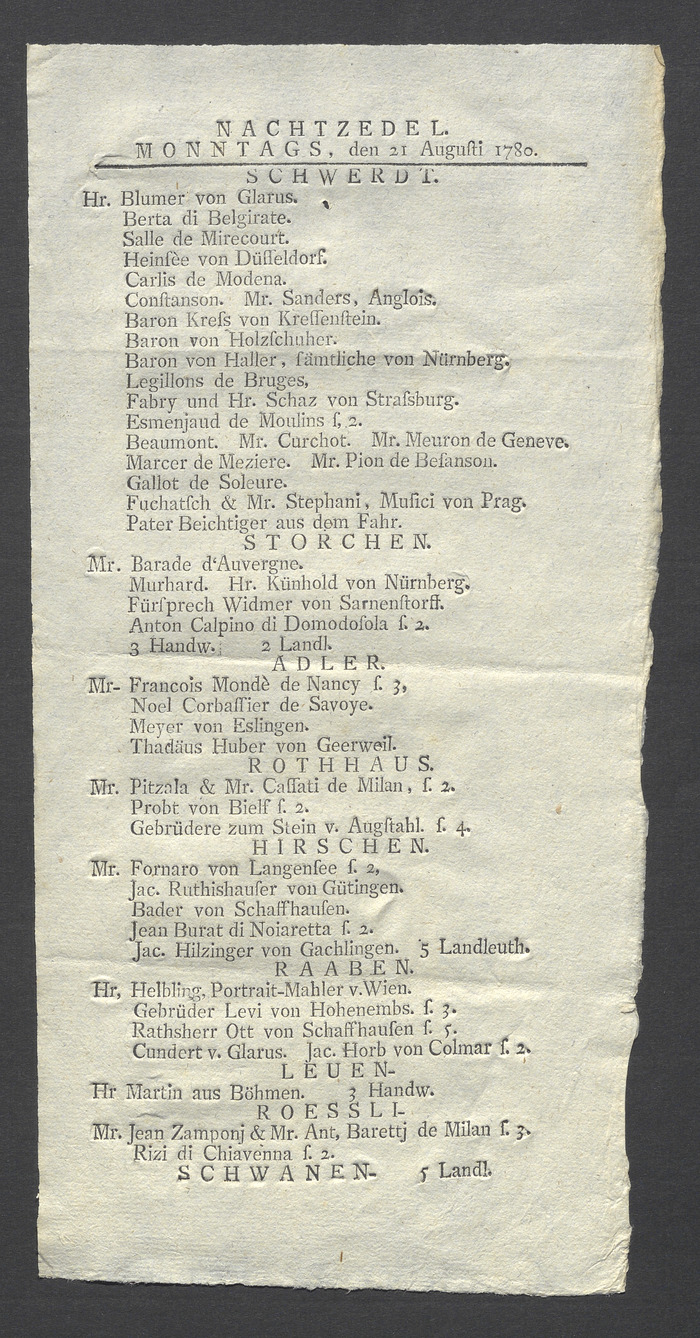 NACHTZEDEL.
MONNTAGS, den 21 Auguſti 1780.
SCHWERDT.
Hr. Blumer von Glarus.
Berta di Belgirate.
Salle de Mirecourt.
Heinſèe von Düſſeldorf.
Carlis de Modena.
Conſtanson. Mr. Sanders, Anglois.
Baron Kreſs von Kreſſenſtein.
Baron von Holzſchuher.
Baron von Haller, ſämtliche von Nürnberg.
Legillons de Bruges,
Fabry und Hr. Schaz von Straſsburg.
Esmenjaud de Moulins ſ, 2.
Beaumont. Mr. Curchot. Mr. Meuron de Geneve.
Marcer de Meziere. Mr. Pion de Beſanson.
Gallot de Soleure.
Fuchatſch & Mr. Stephani, Muſici von Prag.
Pater Beichtiger aus dem Fahr.
STORCHEN.
Mr. Barade d'Auvergne.
Murhard. Hr. Künhold von Nürnberg.
Fürſprech Widmer von Sarnenſtorff.
Anton Calpino di Domodoſola ſ. 2.
3 Handw. 2 Landl.
ADLER.
Mr- Francois Mondè de Nancy ſ. 3,
Noel Corbaſſier de Savoye.
Meyer von Eslingen.
Thadäus Huber von Geerweil.
ROTHHAUS.
Mr. Pitzala & Mr. Caſſati de Milan, ſ. 2.
Probt von Bielf ſ. 2.
Gebrüdere zum Stein v. Augſtahl. ſ. 4.
HIRSCHEN.
Mr. Fornaro von Langenſee ſ. 2,
Jac. Ruthishauſer von Gütingen.
Bader von Schaffhauſen.
Jean Burat di Noiaretta ſ. 2.
Jac. Hilzinger von Gachlingen. 5 Landleuth.
RAABEN.
Hr, Helbling, Portrait-Mahler v. Wien.
Gebrüder Levi von Hohenembs. ſ. 3.
Rathsherr Ott von Schaffhauſen ſ. 5.
Cundert v. Glarus. Jac. Horb von Colmar ſ. 2.
LEUEN-
Hr Martin aus Böhmen. 3 Handw.
ROESSLI-
Mr. Jean Zamponj & Mr. Ant, Barettj de Milan ſ. 3.
Rizi di Chiavenna ſ. 2.
SCHWANEN- 5 Landl.